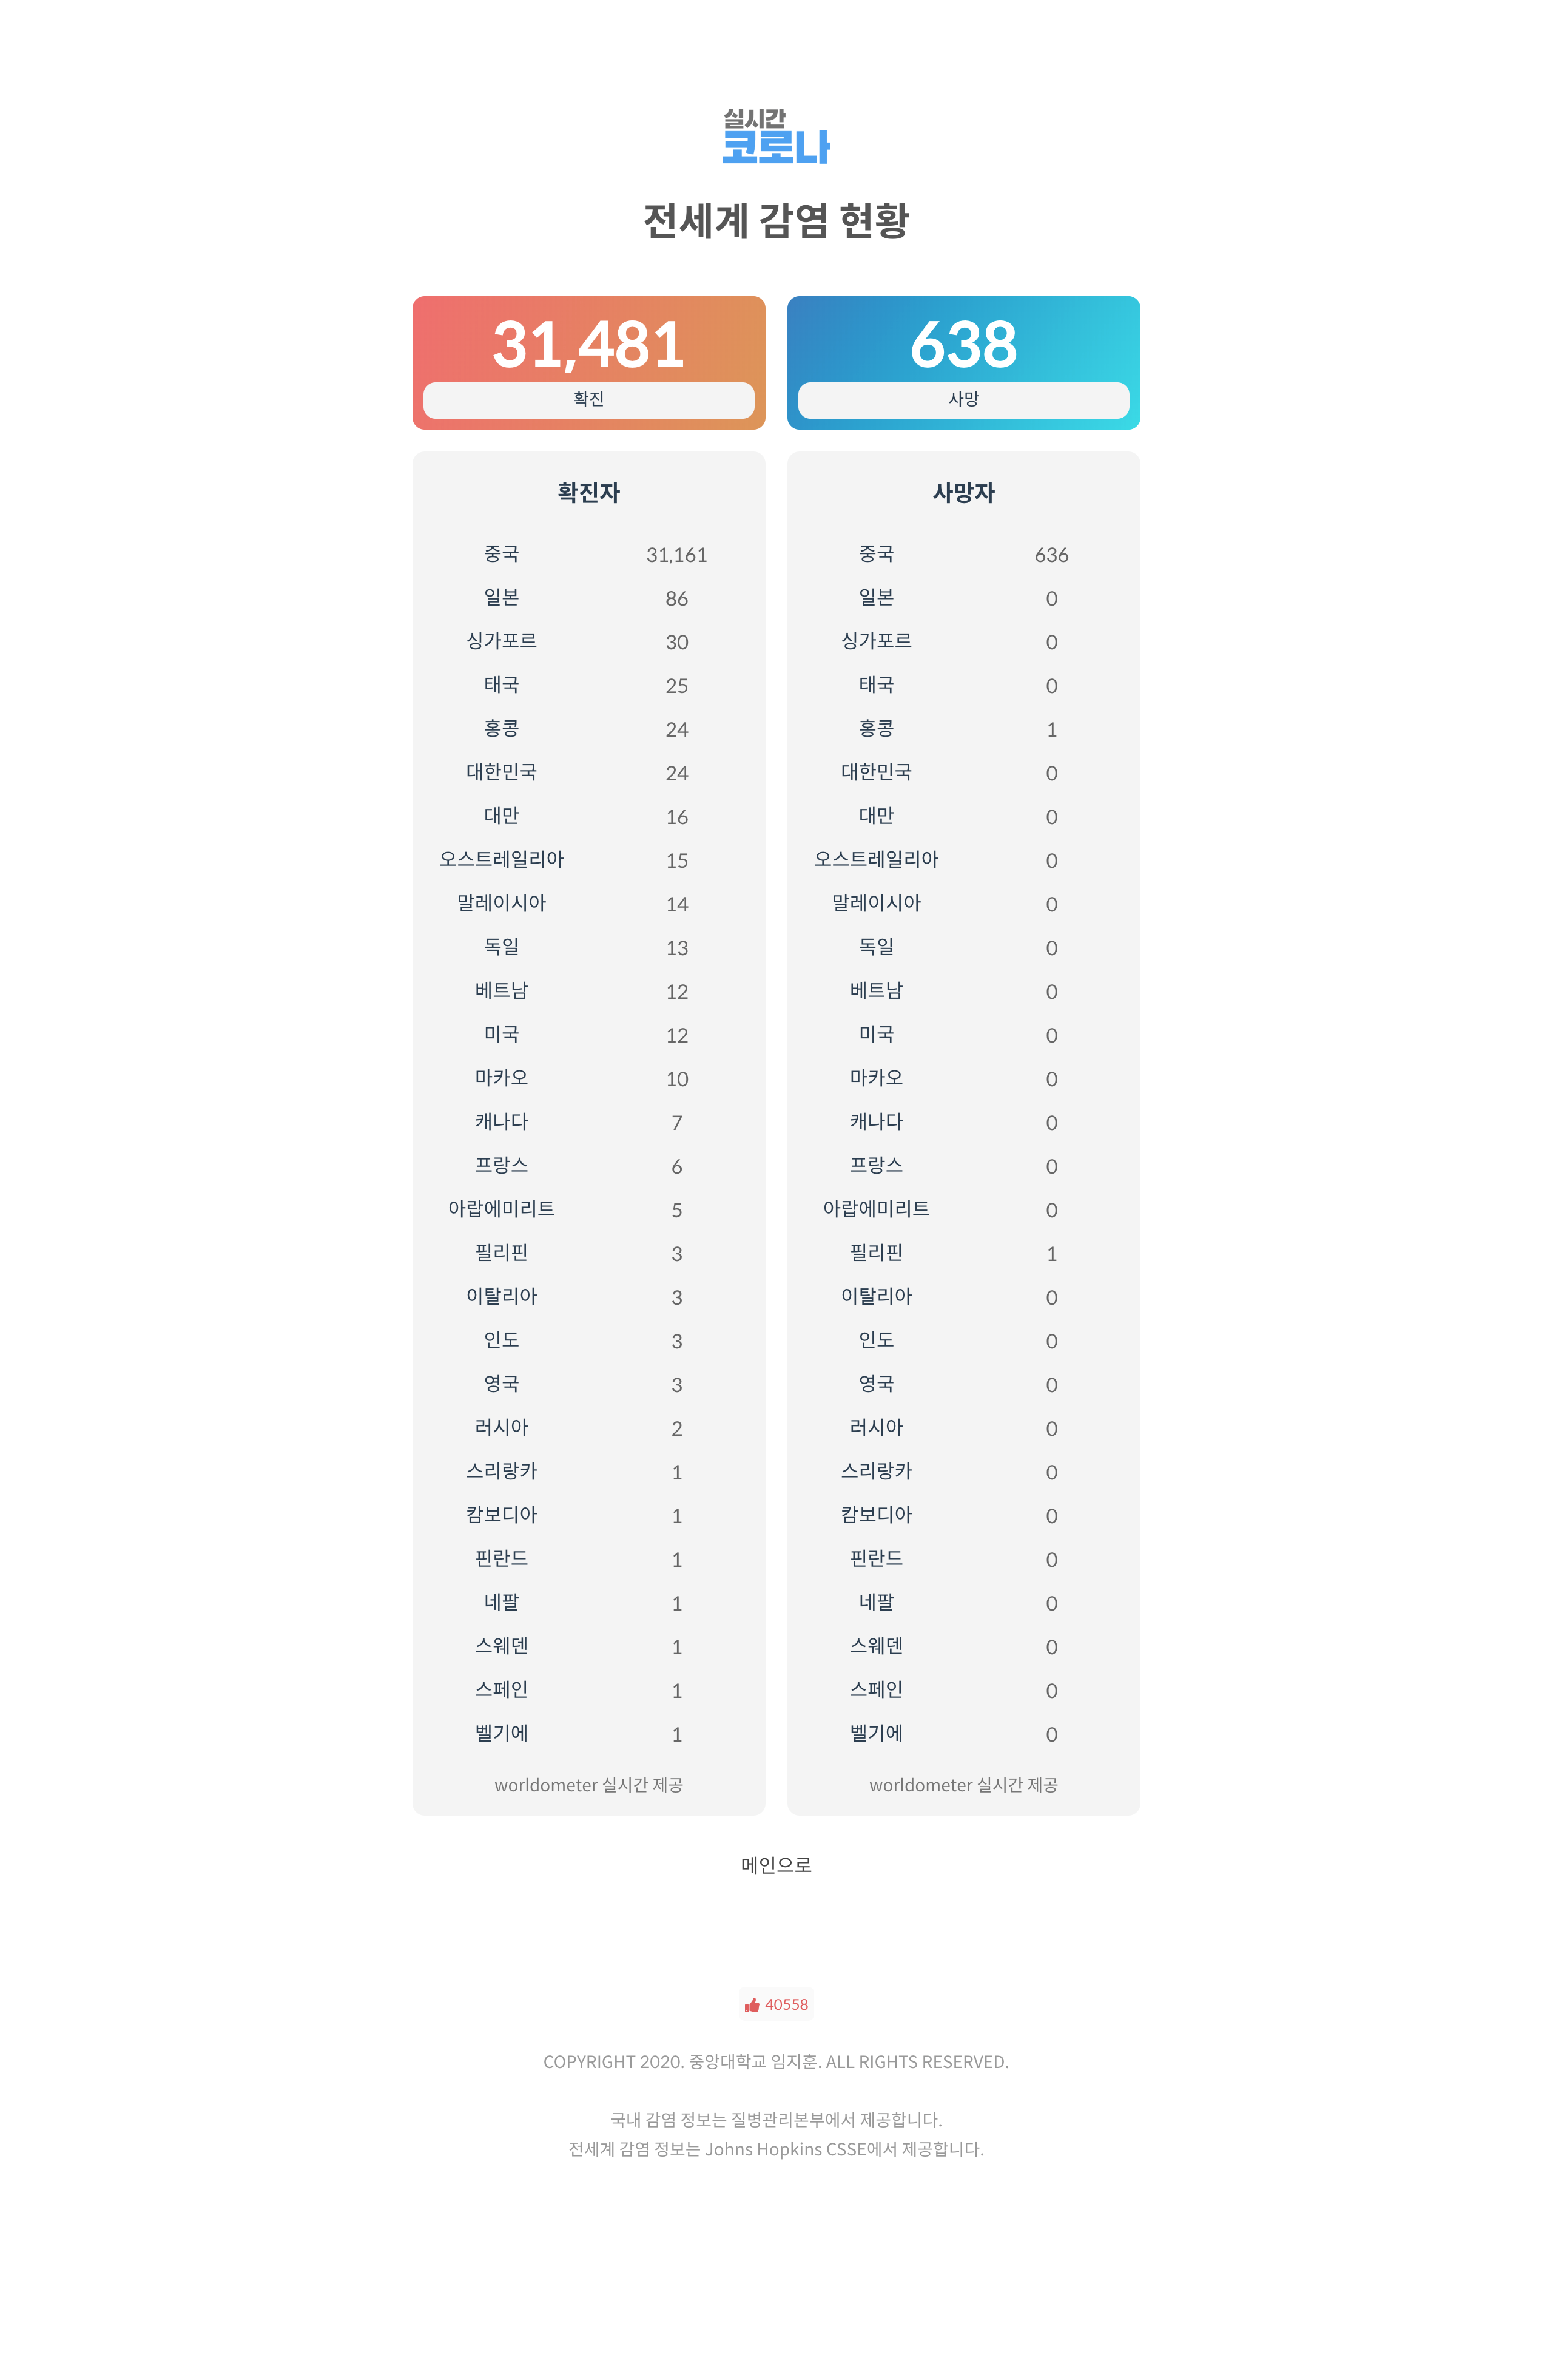 실시간
코로나
전세계 감염 현황
31,481
확진
638
사망
확진자
중국 31,161
일본 86
싱가포르 30
태국 25
홍콩 24
대한민국 24
대만 16
오스트레일리아 15
말레이시아 14
독일 13
베트남 12
미국 12
마카오 10
캐나다 7
프랑스 6
아랍에미리트 5
필리핀 3
이탈리아 3
인도 3
영국 3
러시아 2
스리랑카 1
캄보디아 1
핀란드 1
네팔 1
스웨덴 1
스페인 1
벨기에 1
worldometer 실시간 제공
사망자
중국 636
일본 0
싱가포르 0
태국 0
홍콩 1
대한민국 0
대만 0
오스트레일리아 0
말레이시아 0
독일 0
베트남 0
미국 0
마카오 0
캐나다 0
프랑스 0
아랍에미리트 0
필리핀 1
이탈리아 0
인도 0
영국 0
러시아 0
스리랑카 0
캄보디아 0
핀란드 0
네팔 0
스웨덴 0
스페인 0
벨기에 0
worldometer 실시간 제공
메인으로
40558
COPYRIGHT 2020. 중앙대학교 임지훈. ALL RIGHTS RESERVED.
국내 감염 정보는 질병관리본부에서 제공합니다.
전세계 감염 정보는 Johns Hopkins CSSE에서 제공합니다.